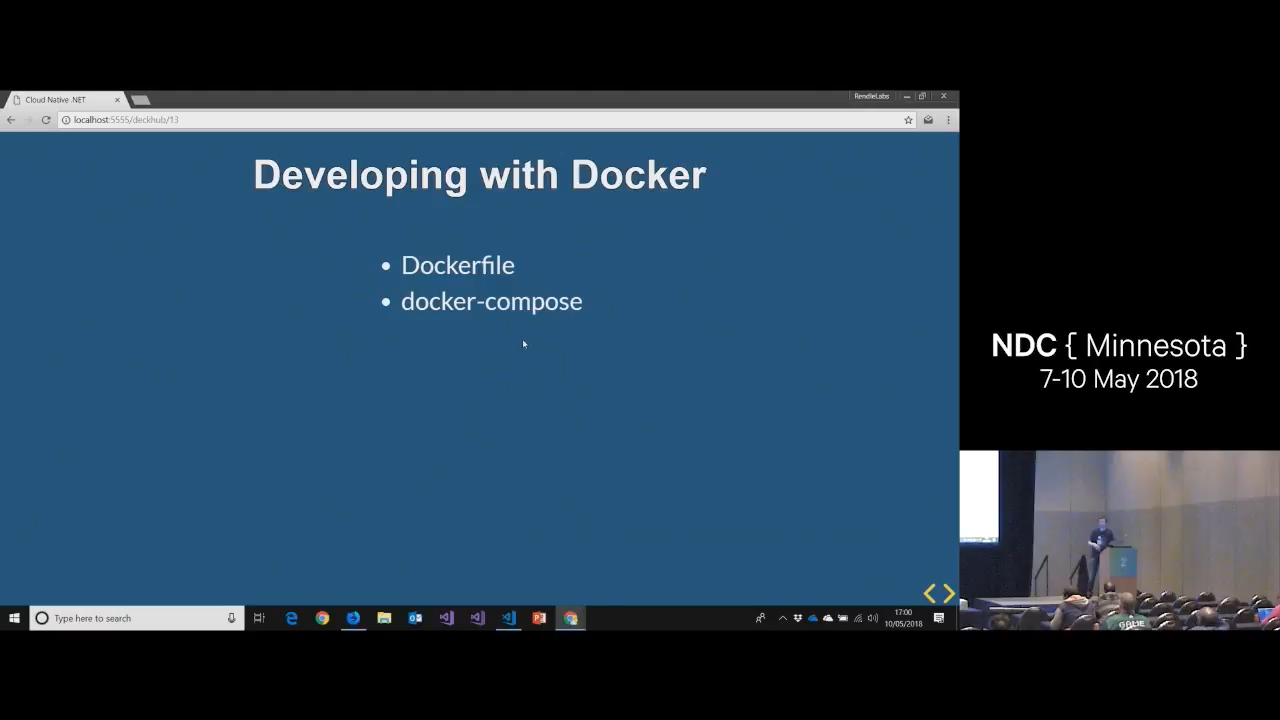 Cloud Native .NET
RendleLabs
localhost:5555/deckhub/13
Developing with Docker
• Dockerfile
• docker-compose
NDC { Minnesota }
7-10 May 2018
Type here to search
17:00
10/05/2018
GAME